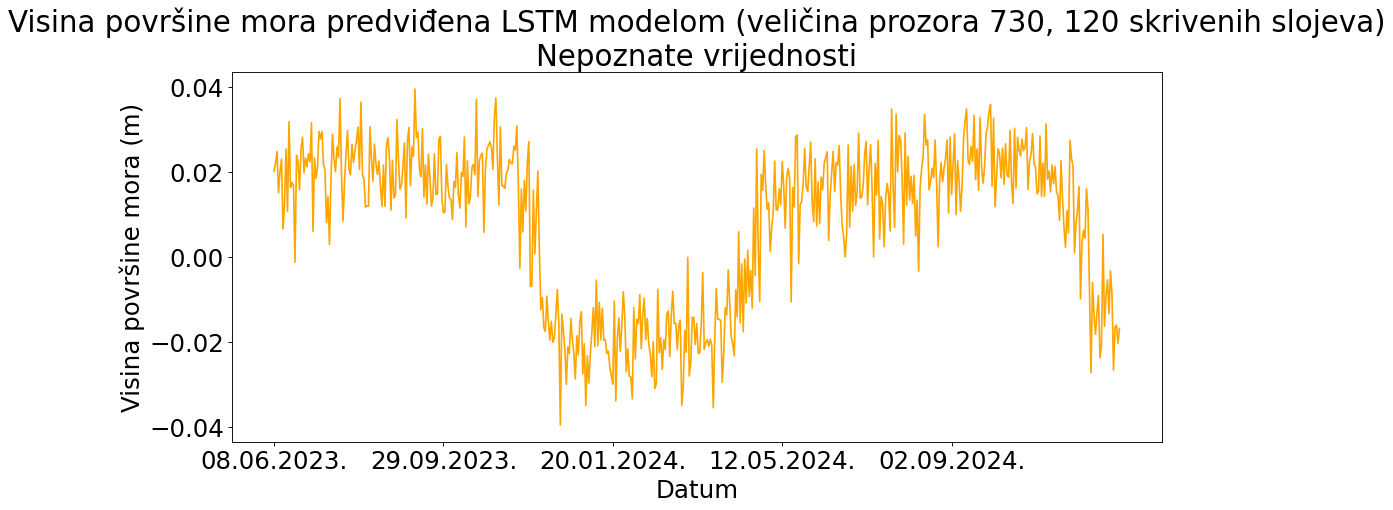 Visina površine mora predviđena LSTM modelom (veličina prozora 730, 120 skrivenih slojeva)
Nepoznate vrijednosti
Visina površine mora (m)
0.04
0.02
0.00
−0.02
−0.04
08.06.2023. 29.09.2023. 20.01.2024. 12.05.2024. 02.09.2024.
Datum